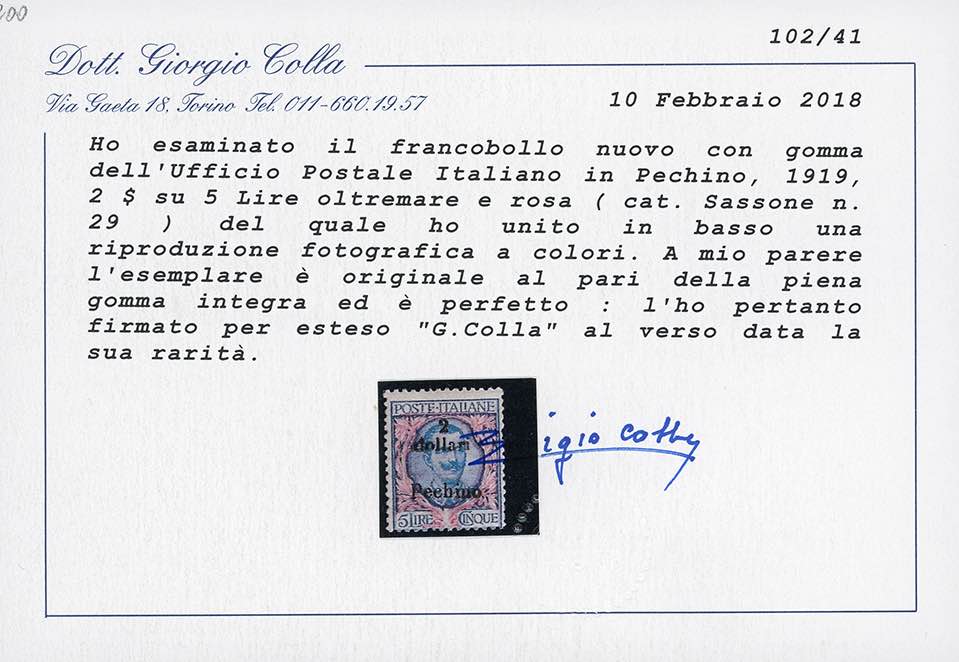 200
102/41
Dott. Giorgio Colla
Via Gaeta 18, Torino Tel. 011-660.19.57
10 Febbraio 2018
Ho esaminato il francobollo nuovo con gomma
dell'Ufficio Postale Italiano in Pechino, 1919,
2 $ su 5 Lire oltremare e rosa ( cat. Sassone n.
29 ) del quale ho unito in basso una
riproduzione fotografica a colori. A mio parere
l'esemplare è originale al pari della piena
gomma integra ed è perfetto : l'ho pertanto
firmato per esteso "G.Colla" al verso data la
sua rarità.
POSTE·ITALIANE
2
dollari
Pechino
5 LIRE CINQUE
igio Colla